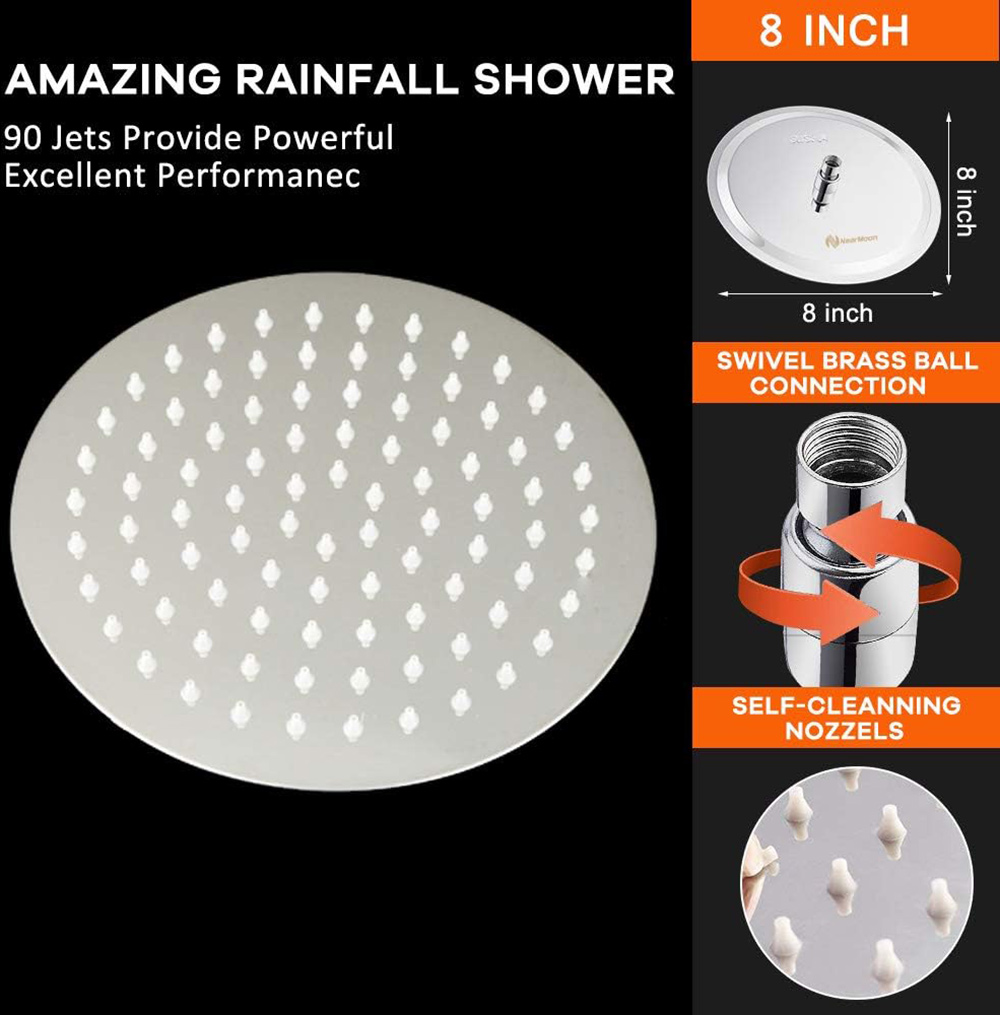 AMAZING RAINFALL SHOWER
90 Jets Provide Powerful
Excellent Performanec
8 INCH
8 inch
NearMoon
8 inch
SWIVEL BRASS BALL
CONNECTION
SELF-CLEANNING
NOZZELS